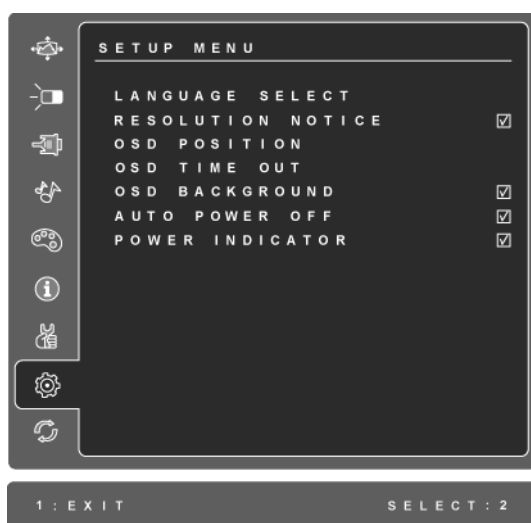 SETUP MENU
LANGUAGE SELECT
RESOLUTION NOTICE
OSD POSITION
OSD TIME OUT
OSD BACKGROUND
AUTO POWER OFF
POWER INDICATOR
1:EXIT SELECT:2